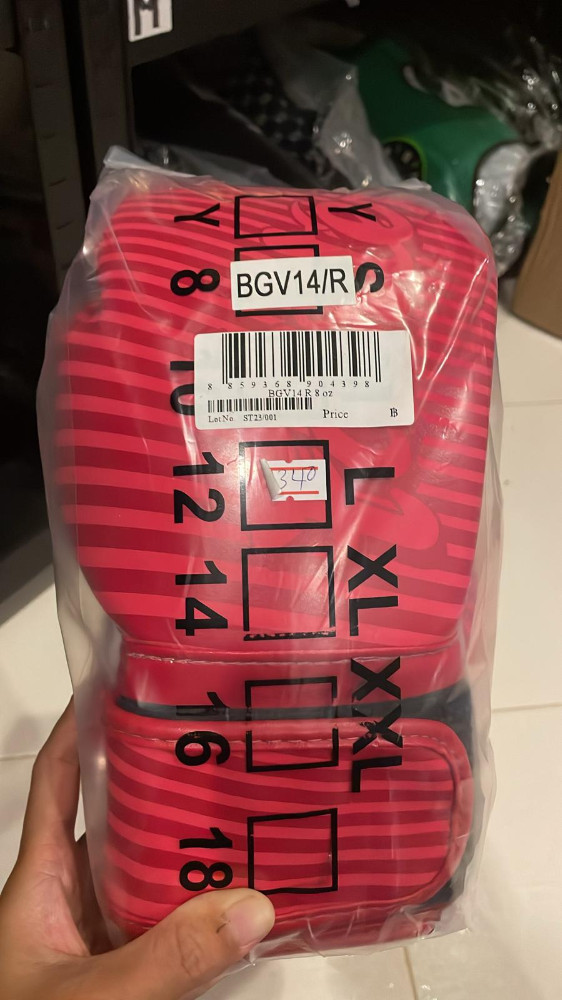 M
Y Y
8 S
BGV14/R
8 859368 904398
BGV14 R 8 oz
Lot No. ST23/001 Price ฿
10
340
12 L
14 XL
16 XXL
18